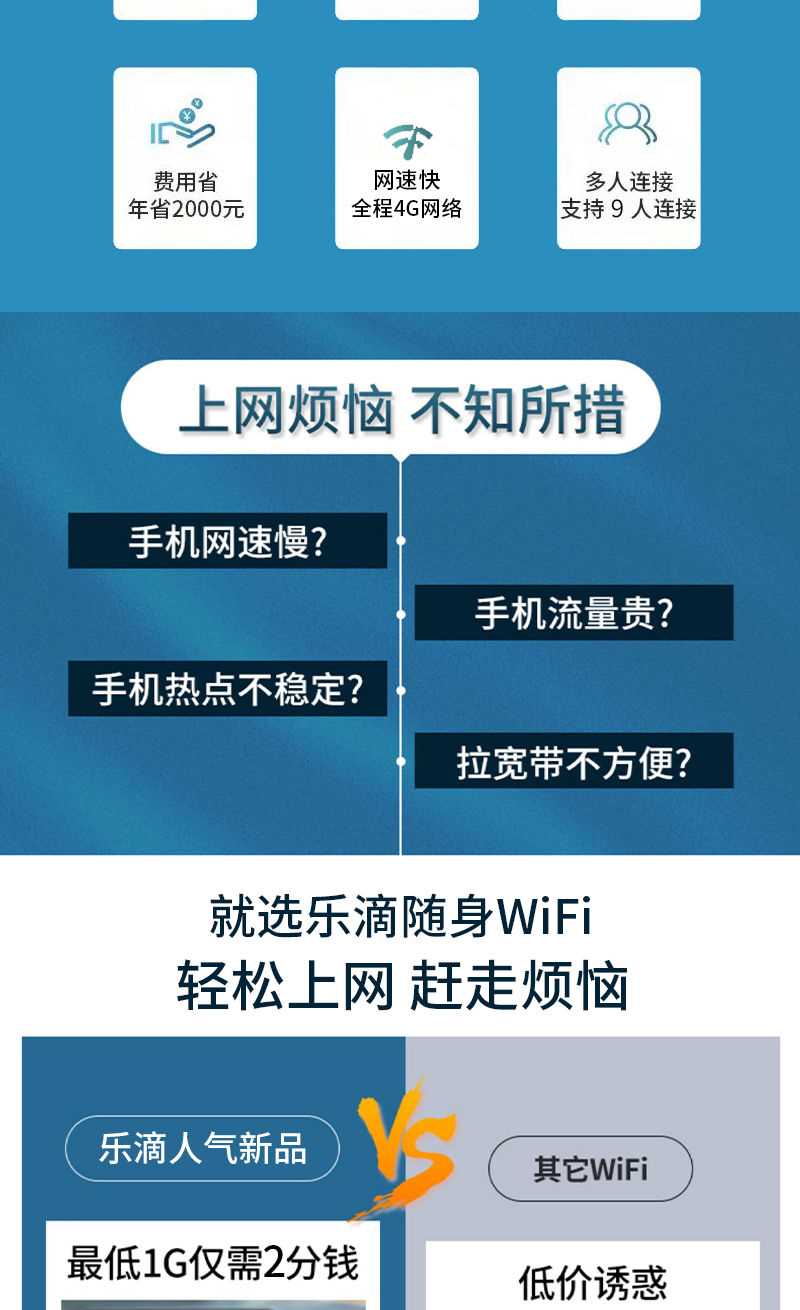 费用省
年省2000元
网速快
全程4G网络
多人连接
支持 9 人连接
上网烦恼 不知所措
手机网速慢?
手机流量贵?
手机热点不稳定?
拉宽带不方便?
就选乐滴随身WiFi
轻松上网 赶走烦恼
VS
乐滴人气新品
其它WiFi
最低1G仅需2分钱
低价诱惑